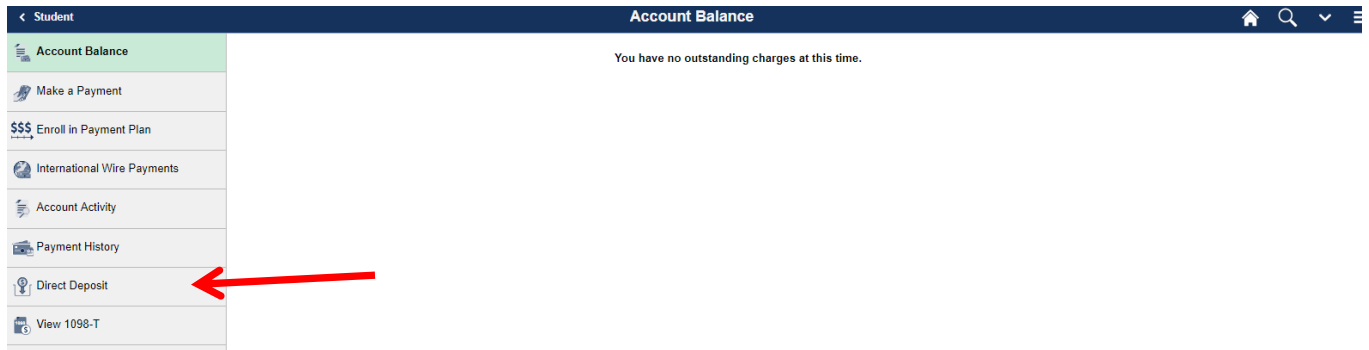 Student
Account Balance
Account Balance
You have no outstanding charges at this time.
Make a Payment
$$$ Enroll in Payment Plan
International Wire Payments
Account Activity
Payment History
Direct Deposit
View 1098-T